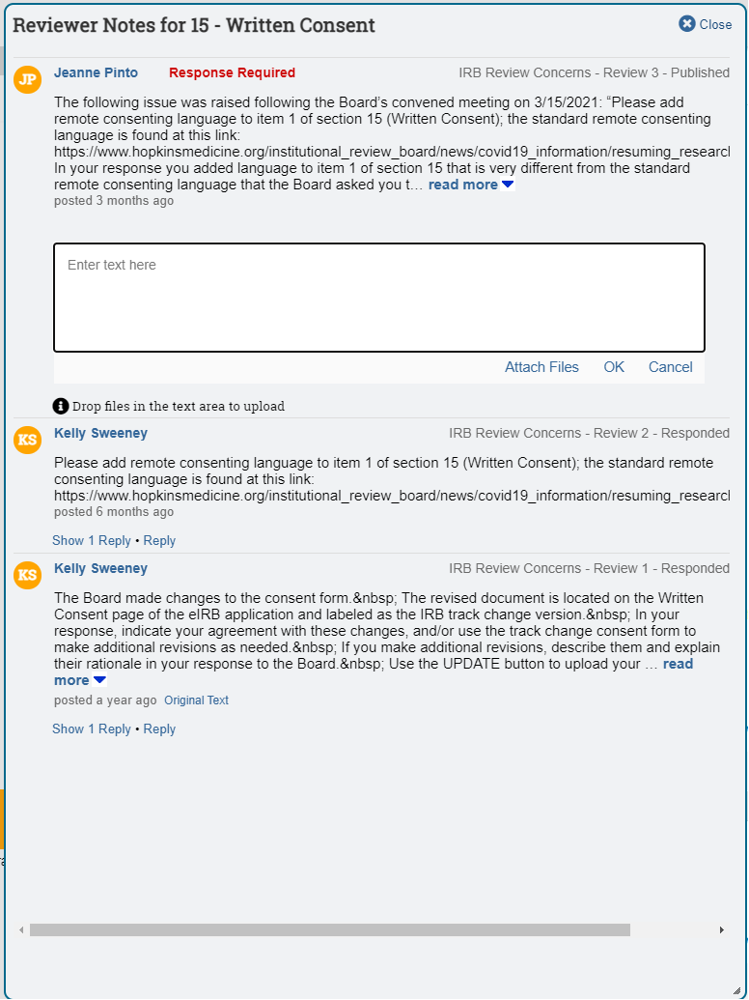 Reviewer Notes for 15 - Written Consent
Close
JP
Jeanne Pinto Response Required IRB Review Concerns - Review 3 - Published
The following issue was raised following the Board's convened meeting on 3/15/2021: “Please add
remote consenting language to item 1 of section 15 (Written Consent); the standard remote consenting
language is found at this link:
https://www.hopkinsmedicine.org/institutional_review_board/news/covid19_information/resuming_researcl
In your response you added language to item 1 of section 15 that is very different from the standard
remote consenting language that the Board asked you t… read more
posted 3 months ago
Enter text here
Attach Files OK Cancel
Drop files in the text area to upload
KS
Kelly Sweeney IRB Review Concerns - Review 2 - Responded
Please add remote consenting language to item 1 of section 15 (Written Consent); the standard remote
consenting language is found at this link:
https://www.hopkinsmedicine.org/institutional_review_board/news/covid19_information/resuming_researcl
posted 6 months ago
Show 1 Reply • Reply
KS
Kelly Sweeney IRB Review Concerns - Review 1 - Responded
The Board made changes to the consent form.&nbsp; The revised document is located on the Written
Consent page of the eIRB application and labeled as the IRB track change version.&nbsp; In your
response, indicate your agreement with these changes, and/or use the track change consent form to
make additional revisions as needed.&nbsp; If you make additional revisions, describe them and explain
their rationale in your response to the Board.&nbsp; Use the UPDATE button to upload your … read
more
posted a year ago Original Text
Show 1 Reply • Reply